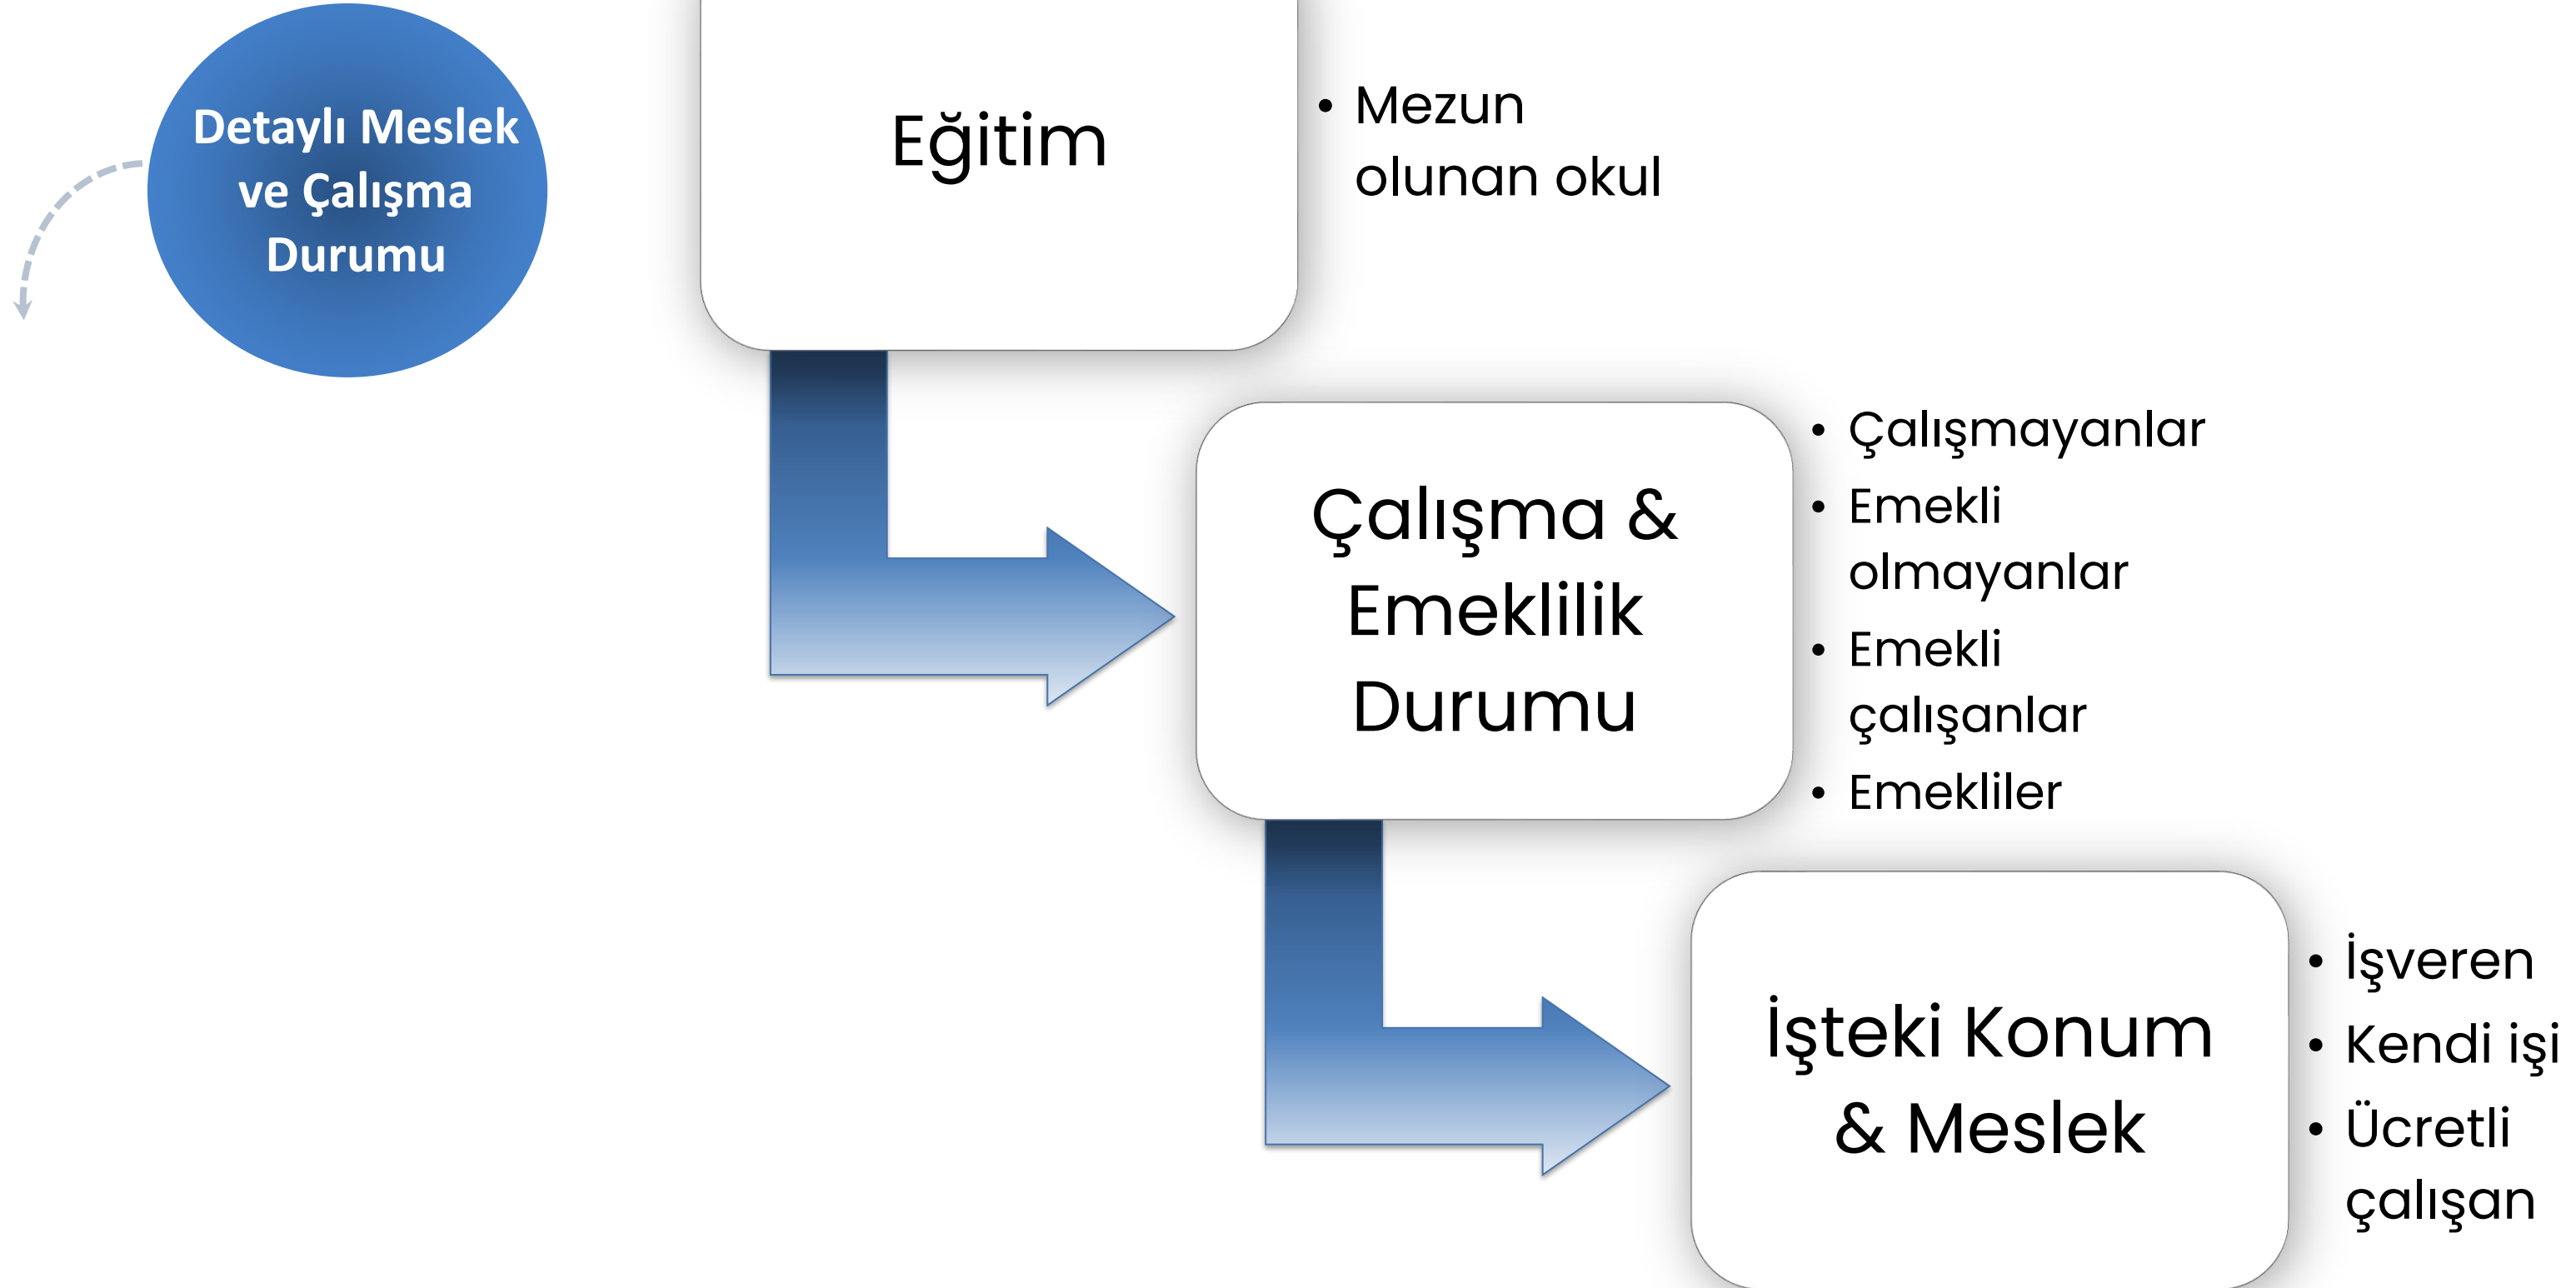 Detaylı Meslek
ve Çalışma
Durumu
Eğitim
• Mezun
olunan okul
Çalışma &
Emeklilik
Durumu
• Çalışmayanlar
• Emekli
olmayanlar
• Emekli
çalışanlar
• Emekliler
İşteki Konum
& Meslek
• İşveren
• Kendi işi
• Ücretli
çalışan